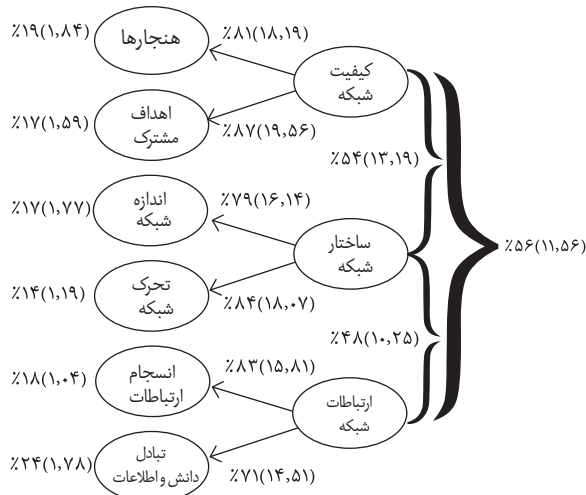 ٪۱۹(۱,۸۴)
هنجارها
٪۸۱(۱۸,۱۹)
کیفیت
شبکه
٪۱۷(۱,۵۹)
اهداف
مشترک
٪۸۷(۱۹,۵۶)
٪۵۴(۱۳,۱۹)
٪۱۷(۱,۷۷)
اندازه
شبکه
٪۷۹(۱۶,۱۴)
ساختار
شبکه
٪۵۶(۱۱,۵۶)
٪۱۴(۱,۱۹)
تحرک
شبکه
٪۸۴(۱۸,۰۷)
٪۴۸(۱۰,۲۵)
٪۱۸(۱,۰۴)
انسجام
ارتباطات
٪۸۳(۱۵,۸۱)
ارتباطات
شبکه
٪۲۴(۱,۷۸)
تبادل
دانش و اطلاعات
٪۷۱(۱۴,۵۱)